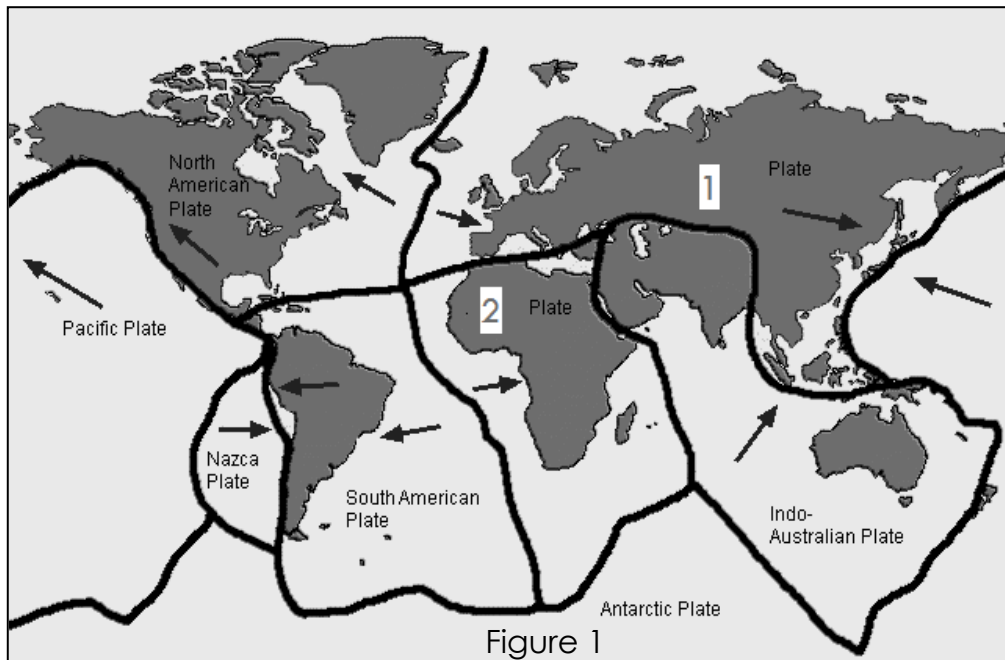 North
American
Plate
1
Plate
2
Plate
Pacific Plate
Nazca
Plate
South American
Plate
Indo-
Australian Plate
Antarctic Plate
Figure 1